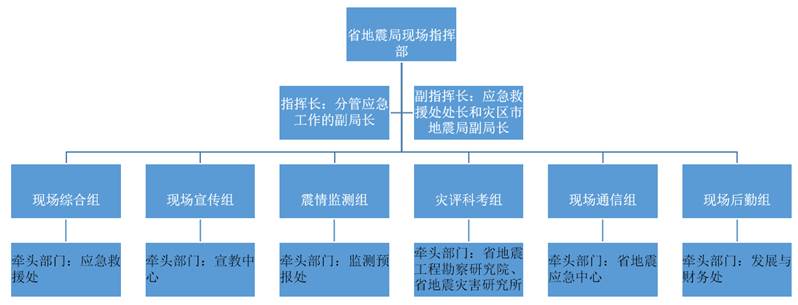 省地震局现场指挥
部
指挥长：分管应急
工作的副局长
副指挥长：应急救
援处处长和灾区市
地震局副局长
现场综合组
现场宣传组
震情监测组
灾评科考组
现场通信组
现场后勤组
牵头部门：应急救
援处
牵头部门：宣教中
心
牵头部门：监测预
报处
牵头部门：省地震
工程勘察研究院、
省地震灾害研究所
牵头部门：省地震
应急中心
牵头部门：发展与
财务处